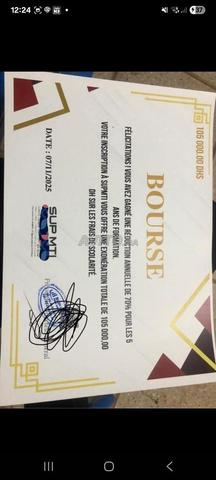 12:24
37
105 000.00 DHS
BOURSE
FÉLICITATIONS ! VOUS AVEZ GAGNÉ UNE RÉDUCTION ANNUELLE DE 70% POUR LES 5
ANS DE FORMATION.
VOTRE INSCRIPTION À SUPMTI VOUS OFFRE UNE EXONÉRATION TOTALE DE 105 000,00
DH SUR LES FRAIS DE SCOLARITÉ.
DATE : 07/11/2025
SUP MTI